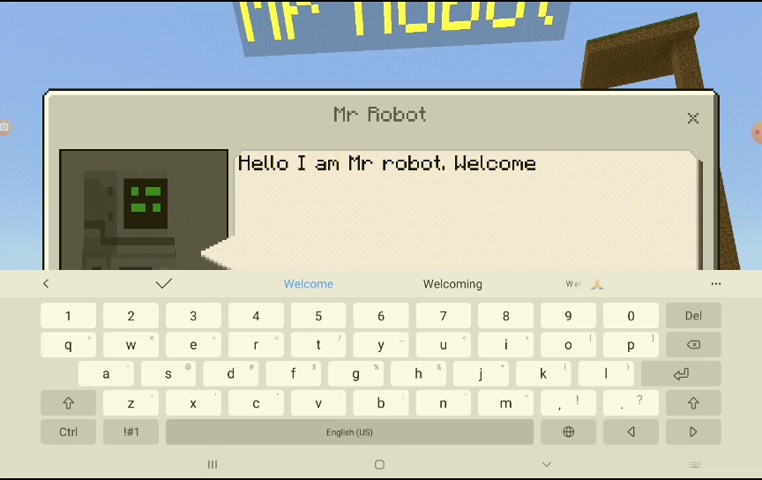 MR ROBOT
Mr Robot
Hello I am Mr robot. Welcome
Welcome Welcoming Wel 🙏
1 2 3 4 5 6 7 8 9 0 Del
q w e r t y u i o p
a s d f g h j k l
z x c v b n m , ! . ?
Ctrl !#1 English (US)